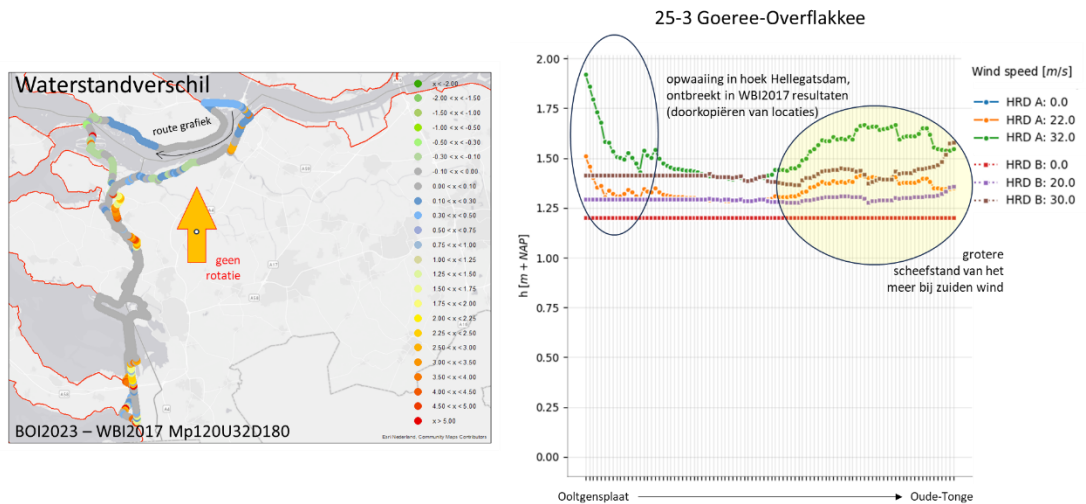 25-3 Goeree-Overflakkee
Waterstandverschil
route grafiek
geen
rotatie
x < -2.00
-2.00 < x < -1.50
-1.50 < x < -1.00
-1.00 < x < -0.50
-0.50 < x < -0.30
-0.30 < x < -0.10
-0.10 < x < 0.00
0.00 < x < 0.10
0.10 < x < 0.30
0.30 < x < 0.50
0.50 < x < 0.75
0.75 < x < 1.00
1.00 < x < 1.25
1.25 < x < 1.50
1.50 < x < 1.75
1.75 < x < 2.00
2.00 < x < 2.25
2.25 < x < 2.50
2.50 < x < 3.00
3.00 < x < 3.50
3.50 < x < 4.00
4.00 < x < 4.50
4.50 < x < 5.00
x > 5.00
BOI2023 – WBI2017 Mp120U32D180
Esri Nederland, Community Maps Contributors
h [m + NAP]
2.00
1.75
1.50
1.25
1.00
0.75
0.50
0.25
0.00
opwaaiing in hoek Hellegatsdam,
ontbreekt in WBI2017 resultaten
(doorkopiëren van locaties)
grotere
scheefstand van het
meer bij zuiden wind
Wind speed [m/s]
HRD A: 0.0
HRD A: 22.0
HRD A: 32.0
HRD B: 0.0
HRD B: 20.0
HRD B: 30.0
Ooltgensplaat
Oude-Tonge